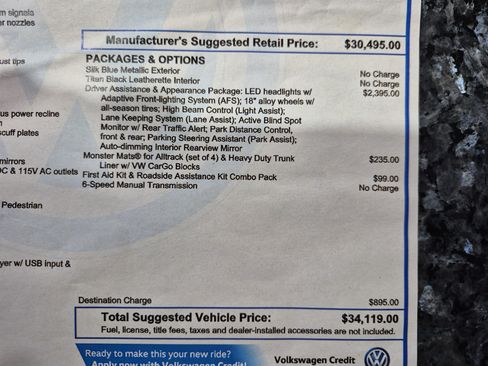 m signals
er nozzles
ust tips
us power recline
scuff plates
mirrors
DC & 115V AC outlets
Pedestrian
yer w/ USB input &
Manufacturer's Suggested Retail Price: $30,495.00
PACKAGES & OPTIONS
Silk Blue Metallic Exterior No Charge
Titan Black Leatherette Interior No Charge
Driver Assistance & Appearance Package: LED headlights w/ $2,395.00
Adaptive Front-lighting System (AFS); 18" alloy wheels w/
all-season tires; High Beam Control (Light Assist);
Lane Keeping System (Lane Assist); Active Blind Spot
Monitor w/ Rear Traffic Alert; Park Distance Control,
front & rear; Parking Steering Assistant (Park Assist);
Auto-dimming Interior Rearview Mirror
Monster Mats® for Alltrack (set of 4) & Heavy Duty Trunk $235.00
Liner w/ VW CarGo Blocks
First Aid Kit & Roadside Assistance Kit Combo Pack $99.00
6-Speed Manual Transmission No Charge
Destination Charge $895.00
Total Suggested Vehicle Price: $34,119.00
Fuel, license, title fees, taxes and dealer-installed accessories are not included.
Ready to make this your new ride?
Apply now with Volkswagen Credit!
Volkswagen Credit